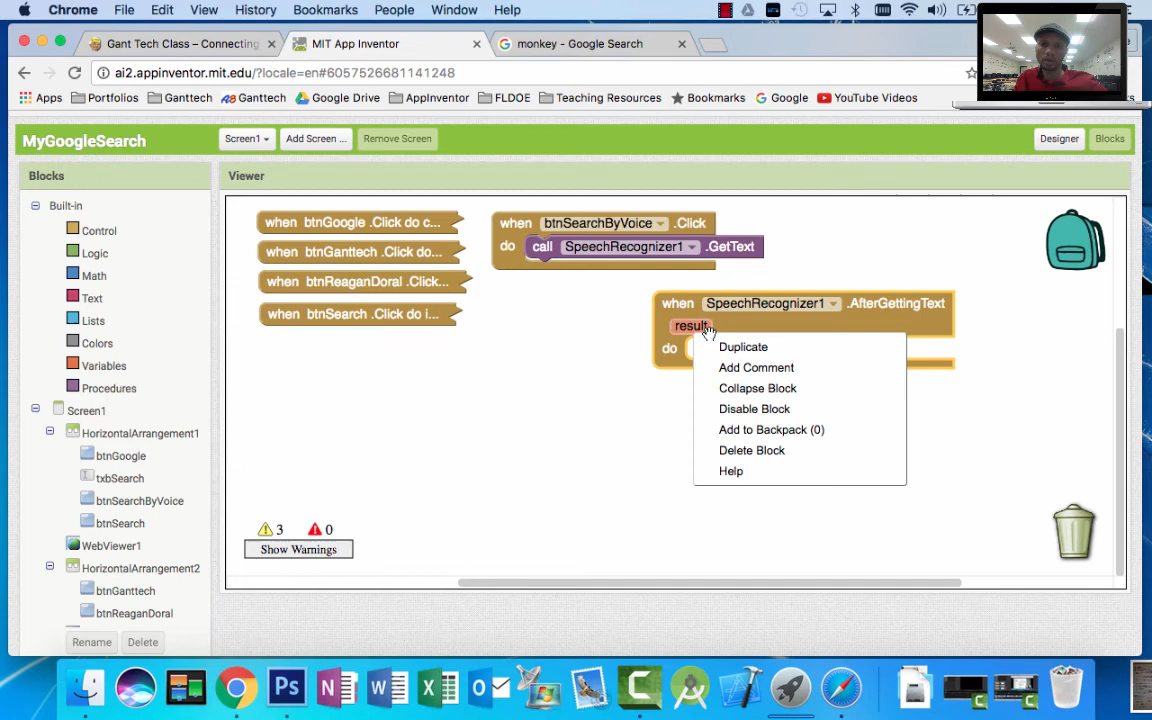 Chrome File Edit View History Bookmarks People Window Help
Gant Tech Class – Connecting
MIT App Inventor
monkey - Google Search
ai2.appinventor.mit.edu/?locale=en#6057526681141248
Apps Portfolios Ganttech Ganttech Google Drive AppInventor FLDOE Teaching Resources Bookmarks Google YouTube Videos
MyGoogleSearch
Screen1
Add Screen ...
Remove Screen
Designer
Blocks
Blocks
Viewer
Built-in
Control
Logic
Math
Text
Lists
Colors
Variables
Procedures
Screen1
HorizontalArrangement1
btnGoogle
txbSearch
btnSearchByVoice
btnSearch
WebViewer1
HorizontalArrangement2
btnGanttech
btnReaganDoral
Rename
Delete
when btnGoogle .Click do c...
when btnGanttech .Click do...
when btnReaganDoral .Click...
when btnSearch .Click do i...
when btnSearchByVoice .Click
do call SpeechRecognizer1 .GetText
when SpeechRecognizer1 .AfterGettingText
result
do
Duplicate
Add Comment
Collapse Block
Disable Block
Add to Backpack (0)
Delete Block
Help
3 0
Show Warnings